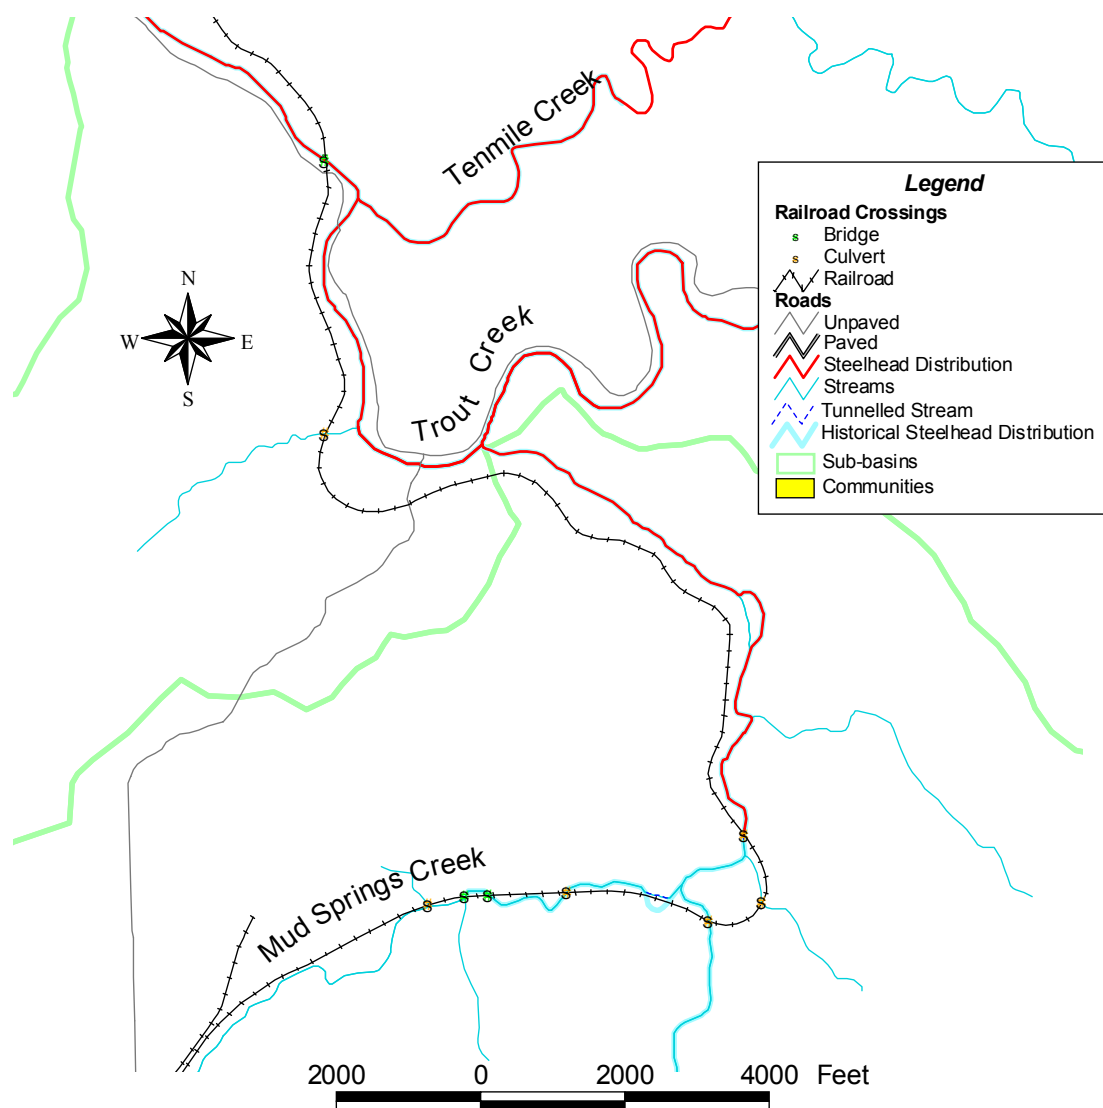 Tenmile Creek
Legend
Railroad Crossings
S Bridge
S Culvert
Railroad
Roads
Unpaved
Paved
Steelhead Distribution
Streams
Tunnelled Stream
Historical Steelhead Distribution
Sub-basins
Communities
S
N
W E
S
Trout Creek
S
S
Mud Springs Creek
S S S S S S
2000 0 2000 4000 Feet